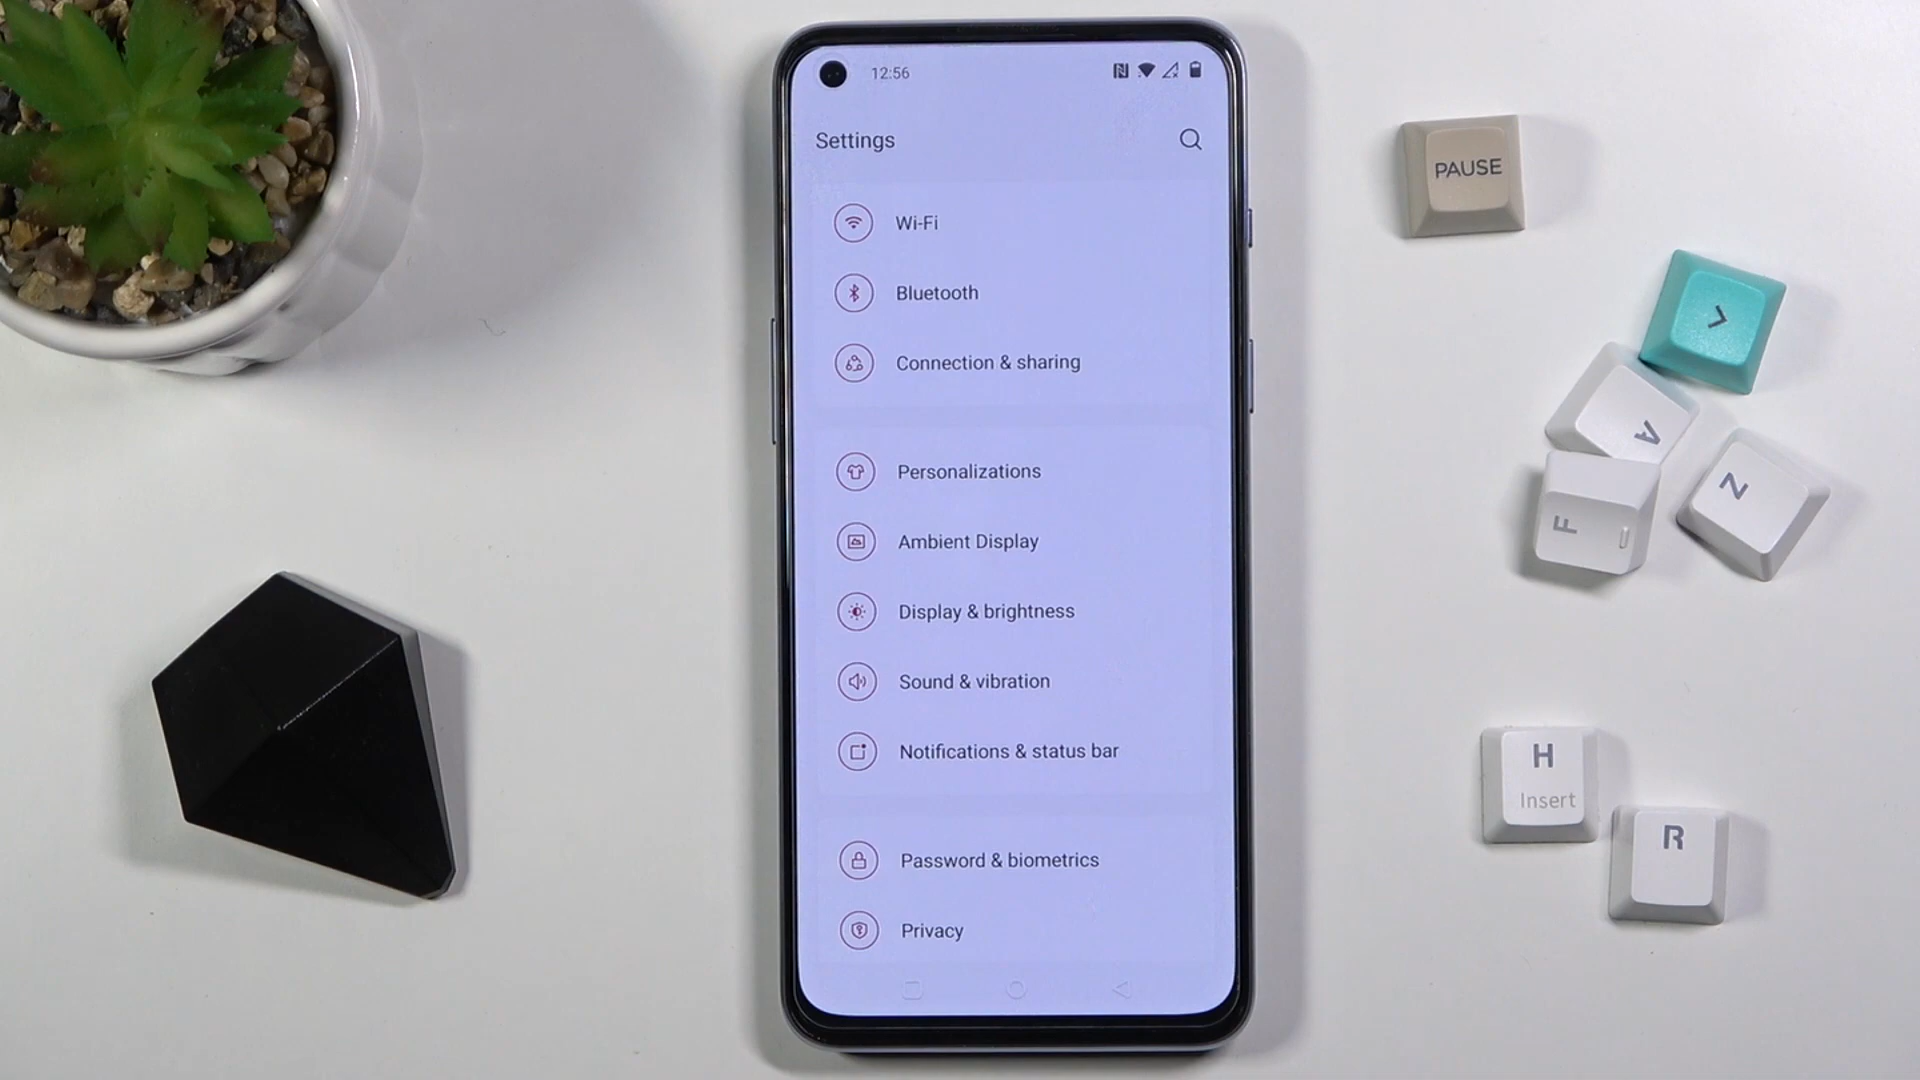 12:56
Settings
Wi-Fi
Bluetooth
Connection & sharing
Personalizations
Ambient Display
Display & brightness
Sound & vibration
Notifications & status bar
Password & biometrics
Privacy
PAUSE
>
A
F
Z
H
Insert
R